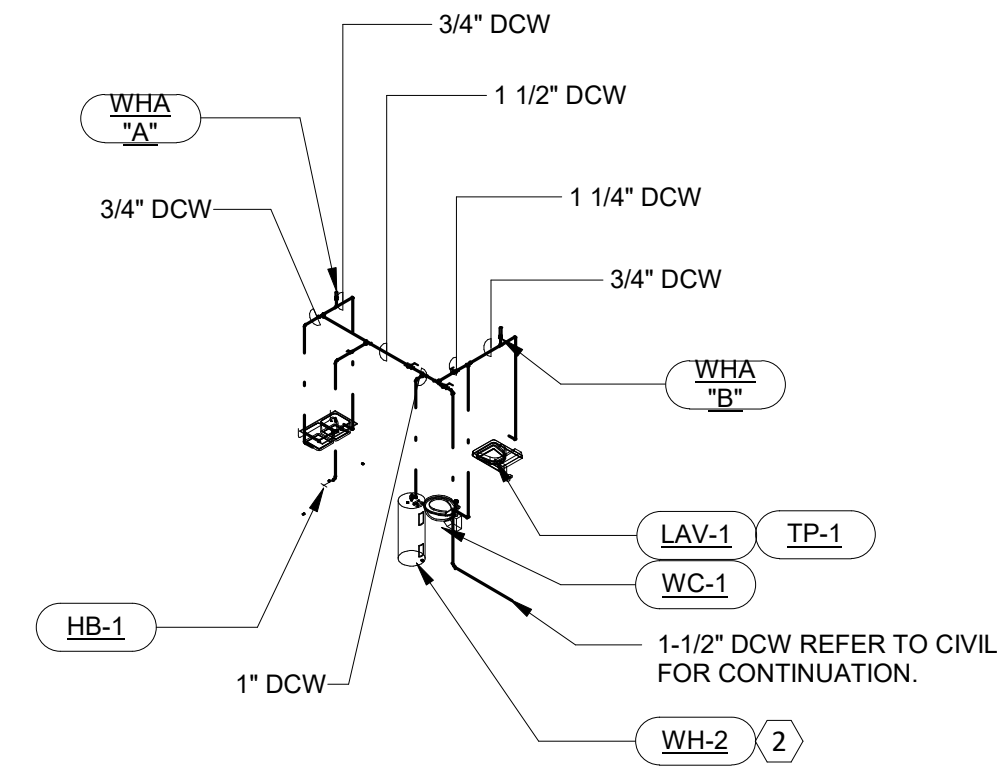 3/4" DCW
1 1/2" DCW
WHA
"A"
3/4" DCW
1 1/4" DCW
3/4" DCW
WHA
"B"
LAV-1
TP-1
WC-1
HB-1
1-1/2" DCW REFER TO CIVIL
FOR CONTINUATION.
1" DCW
WH-2
2